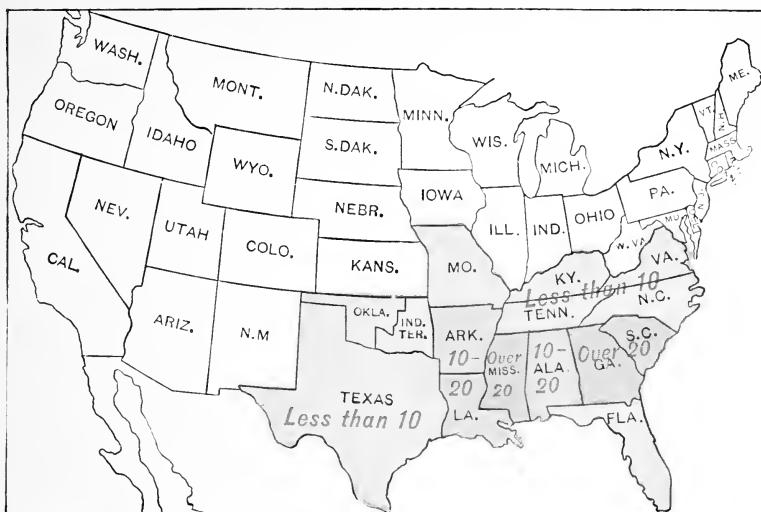 WASH.
MONT.
N.DAK.
MINN.
ME.
VT.
N.H.
OREGON
IDAHO
S.DAK.
WIS.
MICH.
N.Y.
MASS.
WYO.
NEBR.
IOWA
PA.
NEV.
UTAH
COLO.
ILL.
IND.
OHIO
W.VA.
MD.
CAL.
KANS.
MO.
KY.
VA.
Less than 10
TENN.
N.C.
ARIZ.
N.M
OKLA.
IND.
TER.
ARK.
10-
Over
MISS.
20
10-
ALA.
20
Over 20
S.C.
GA.
TEXAS
Less than 10
20
LA.
FLA.